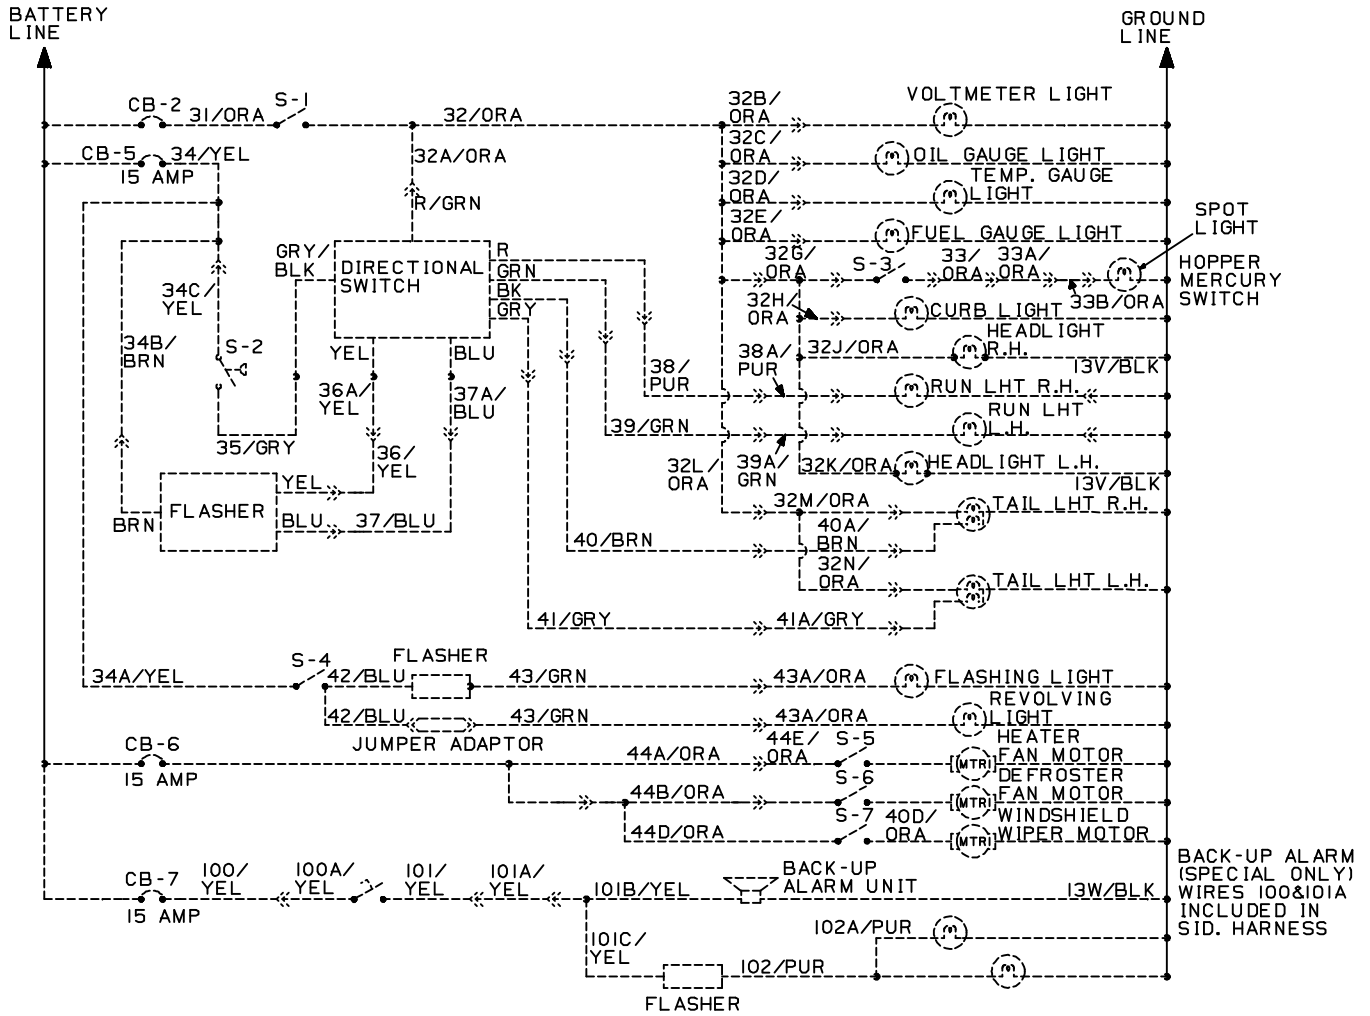 BATTERY
LINE
GROUND
LINE
CB-2
31/ORA
S-1
32/ORA
32B/
ORA
VOLTMETER LIGHT
CB-5
34/YEL
15 AMP
32A/ORA
32C/
ORA
OIL GAUGE LIGHT
R/GRN
32D/
ORA
TEMP. GAUGE
LIGHT
32E/
ORA
FUEL GAUGE LIGHT
SPOT
LIGHT
GRY/
BLK
DIRECTIONAL
SWITCH
R
GRN
BK
GRY
32G/
ORA
S-3
33/
ORA
33A/
ORA
33B/ORA
HOPPER
MERCURY
SWITCH
34C/
YEL
32H/
ORA
CURB LIGHT
34B/
BRN
S-2
YEL
BLU
32J/ORA
HEADLIGHT
R.H.
13V/BLK
36A/
YEL
37A/
BLU
38/
PUR
38A/
PUR
RUN LHT R.H.
35/GRY
36/
YEL
39/GRN
39A/
GRN
RUN LHT
L.H.
32L/
ORA
32K/ORA
HEADLIGHT L.H.
13V/BLK
YEL
FLASHER
BRN
BLU
37/BLU
32M/ORA
TAIL LHT R.H.
40/BRN
40A/
BRN
32N/
ORA
TAIL LHT L.H.
41/GRY
41A/GRY
34A/YEL
S-4
42/BLU
FLASHER
43/GRN
43A/ORA
FLASHING LIGHT
42/BLU
JUMPER ADAPTOR
43/GRN
43A/ORA
REVOLVING
LIGHT
CB-6
15 AMP
44A/ORA
44E/
ORA
S-5
MTR
HEATER
FAN MOTOR
44B/ORA
S-6
MTR
DEFROSTER
FAN MOTOR
44D/ORA
S-7
40D/
ORA
MTR
WINDSHIELD
WIPER MOTOR
CB-7
15 AMP
100/
YEL
100A/
YEL
101/
YEL
101A/
YEL
101B/YEL
BACK-UP
ALARM UNIT
13W/BLK
BACK-UP ALARM
(SPECIAL ONLY)
WIRES 100&101A
INCLUDED IN
SID. HARNESS
101C/
YEL
102A/PUR
FLASHER
102/PUR